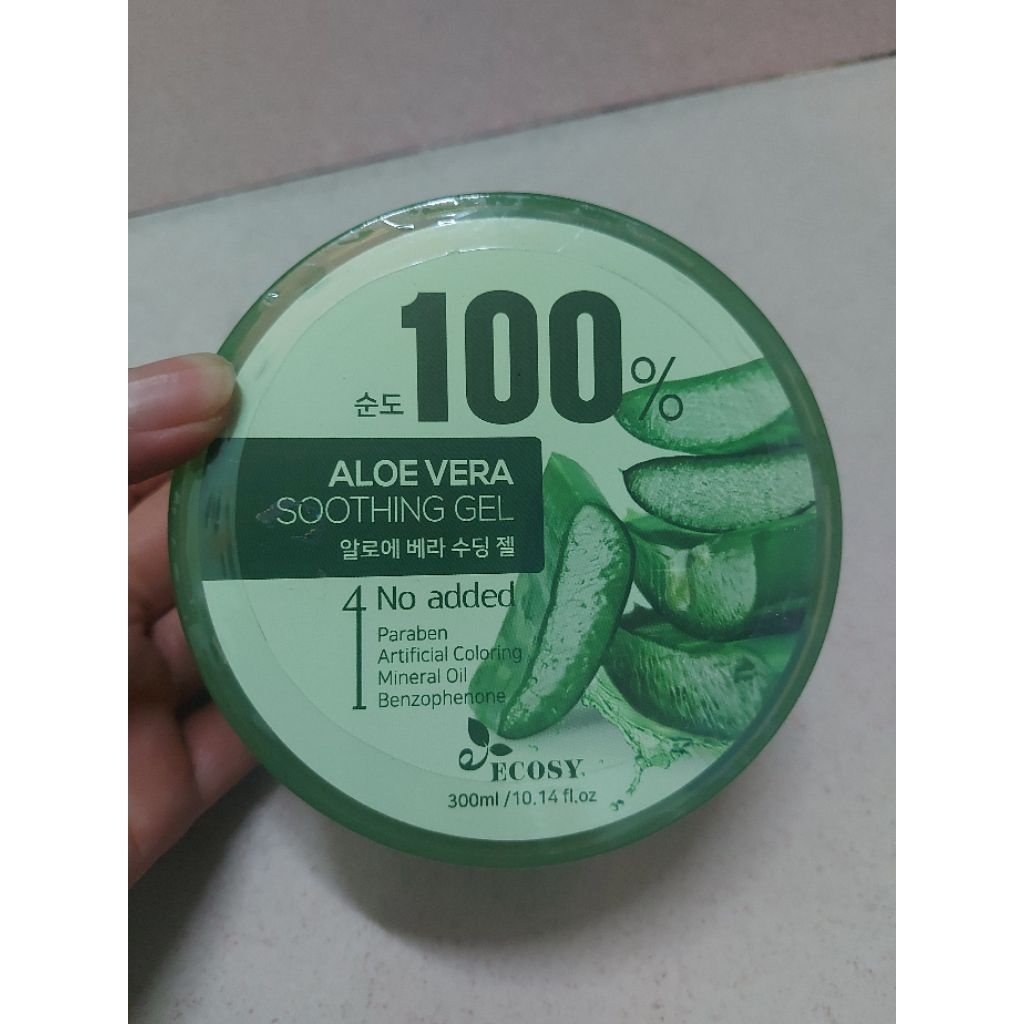 순도 100%
ALOE VERA
SOOTHING GEL
알로에 베라 수딩 젤
4 No added
Paraben
Artificial Coloring
Mineral Oil
Benzophenone
ECOSY
300ml / 10.14 fl.oz